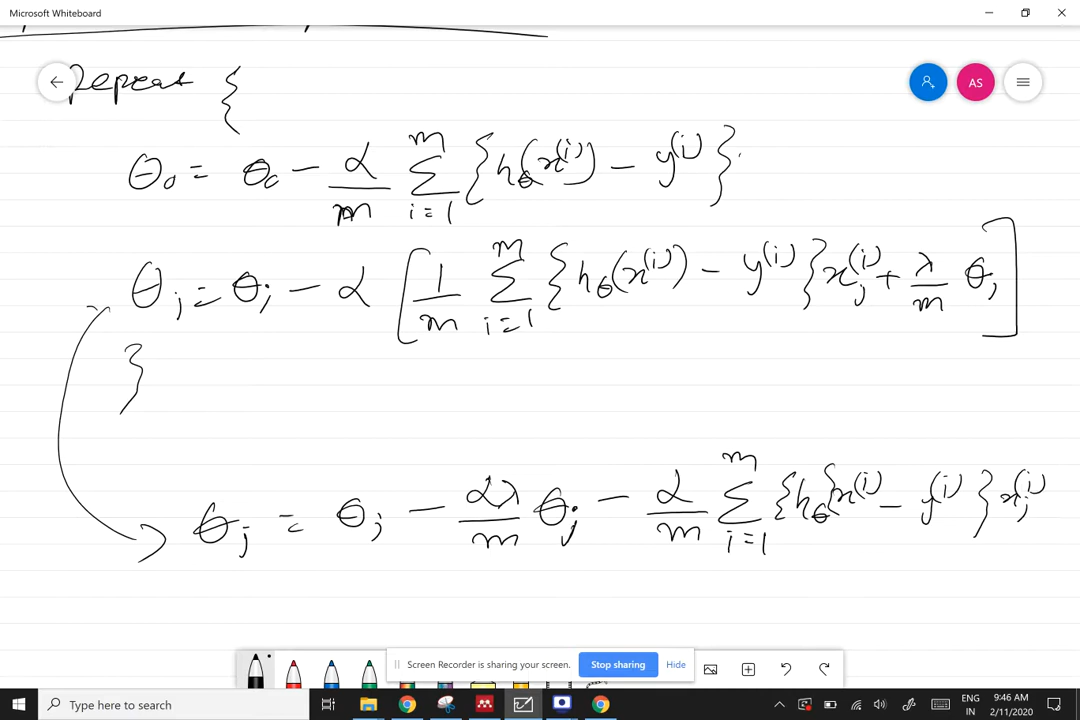 Microsoft Whiteboard
AS
Repeat {
θ₀ = θ₀ − α/m Σ_{i=1}^{m} {h_θ(x^(i)) − y^(i)}
θ_j = θ_j − α [1/m Σ_{i=1}^{m} {h_θ(x^(i)) − y^(i)} x_j^(i) + λ/m θ_j]
}
θ_j = θ_j − αλ/m θ_j − α/m Σ_{i=1}^{m} {h_θ{x^(i) − y^(i)} x_j^(i)
Screen Recorder is sharing your screen. Stop sharing Hide
Type here to search
ENG
IN
9:46 AM
2/11/2020